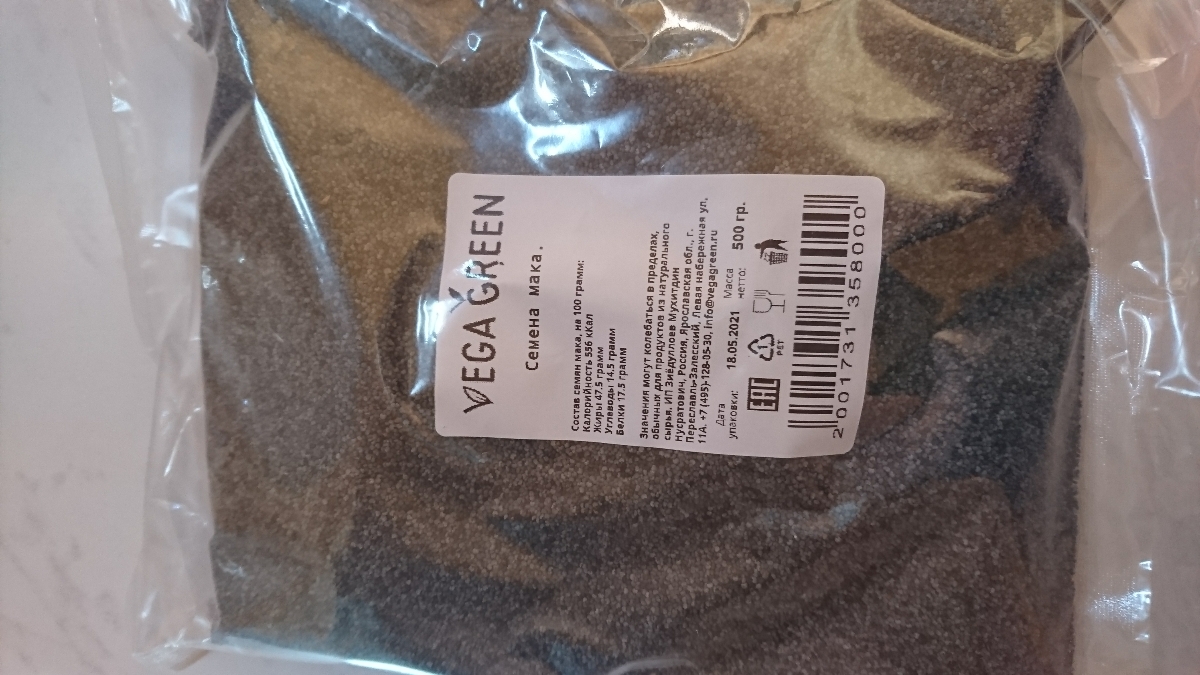 VEGA GREEN
Семена мака.
Состав семян мака, на 100 грамм:
Калорийность 556 кКал
Жиры 47.5 грамм
Углеводы 14.5 грамм
Белки 17.5 грамм
Значения могут колебаться в пределах,
обычных для продуктов из натурального
сырья. ИП Зиёдуллоев Мухитдин
Нусратович, Россия, Ярославская обл., г.
Переславль-Залесский, Левая набережная ул,
11А. +7 (495)-128-05-30, info@vegagreen.ru
Дата
упаковки:
18.05.2021
Масса
нетто:
500 гр.
EAC
PET
2001731358000